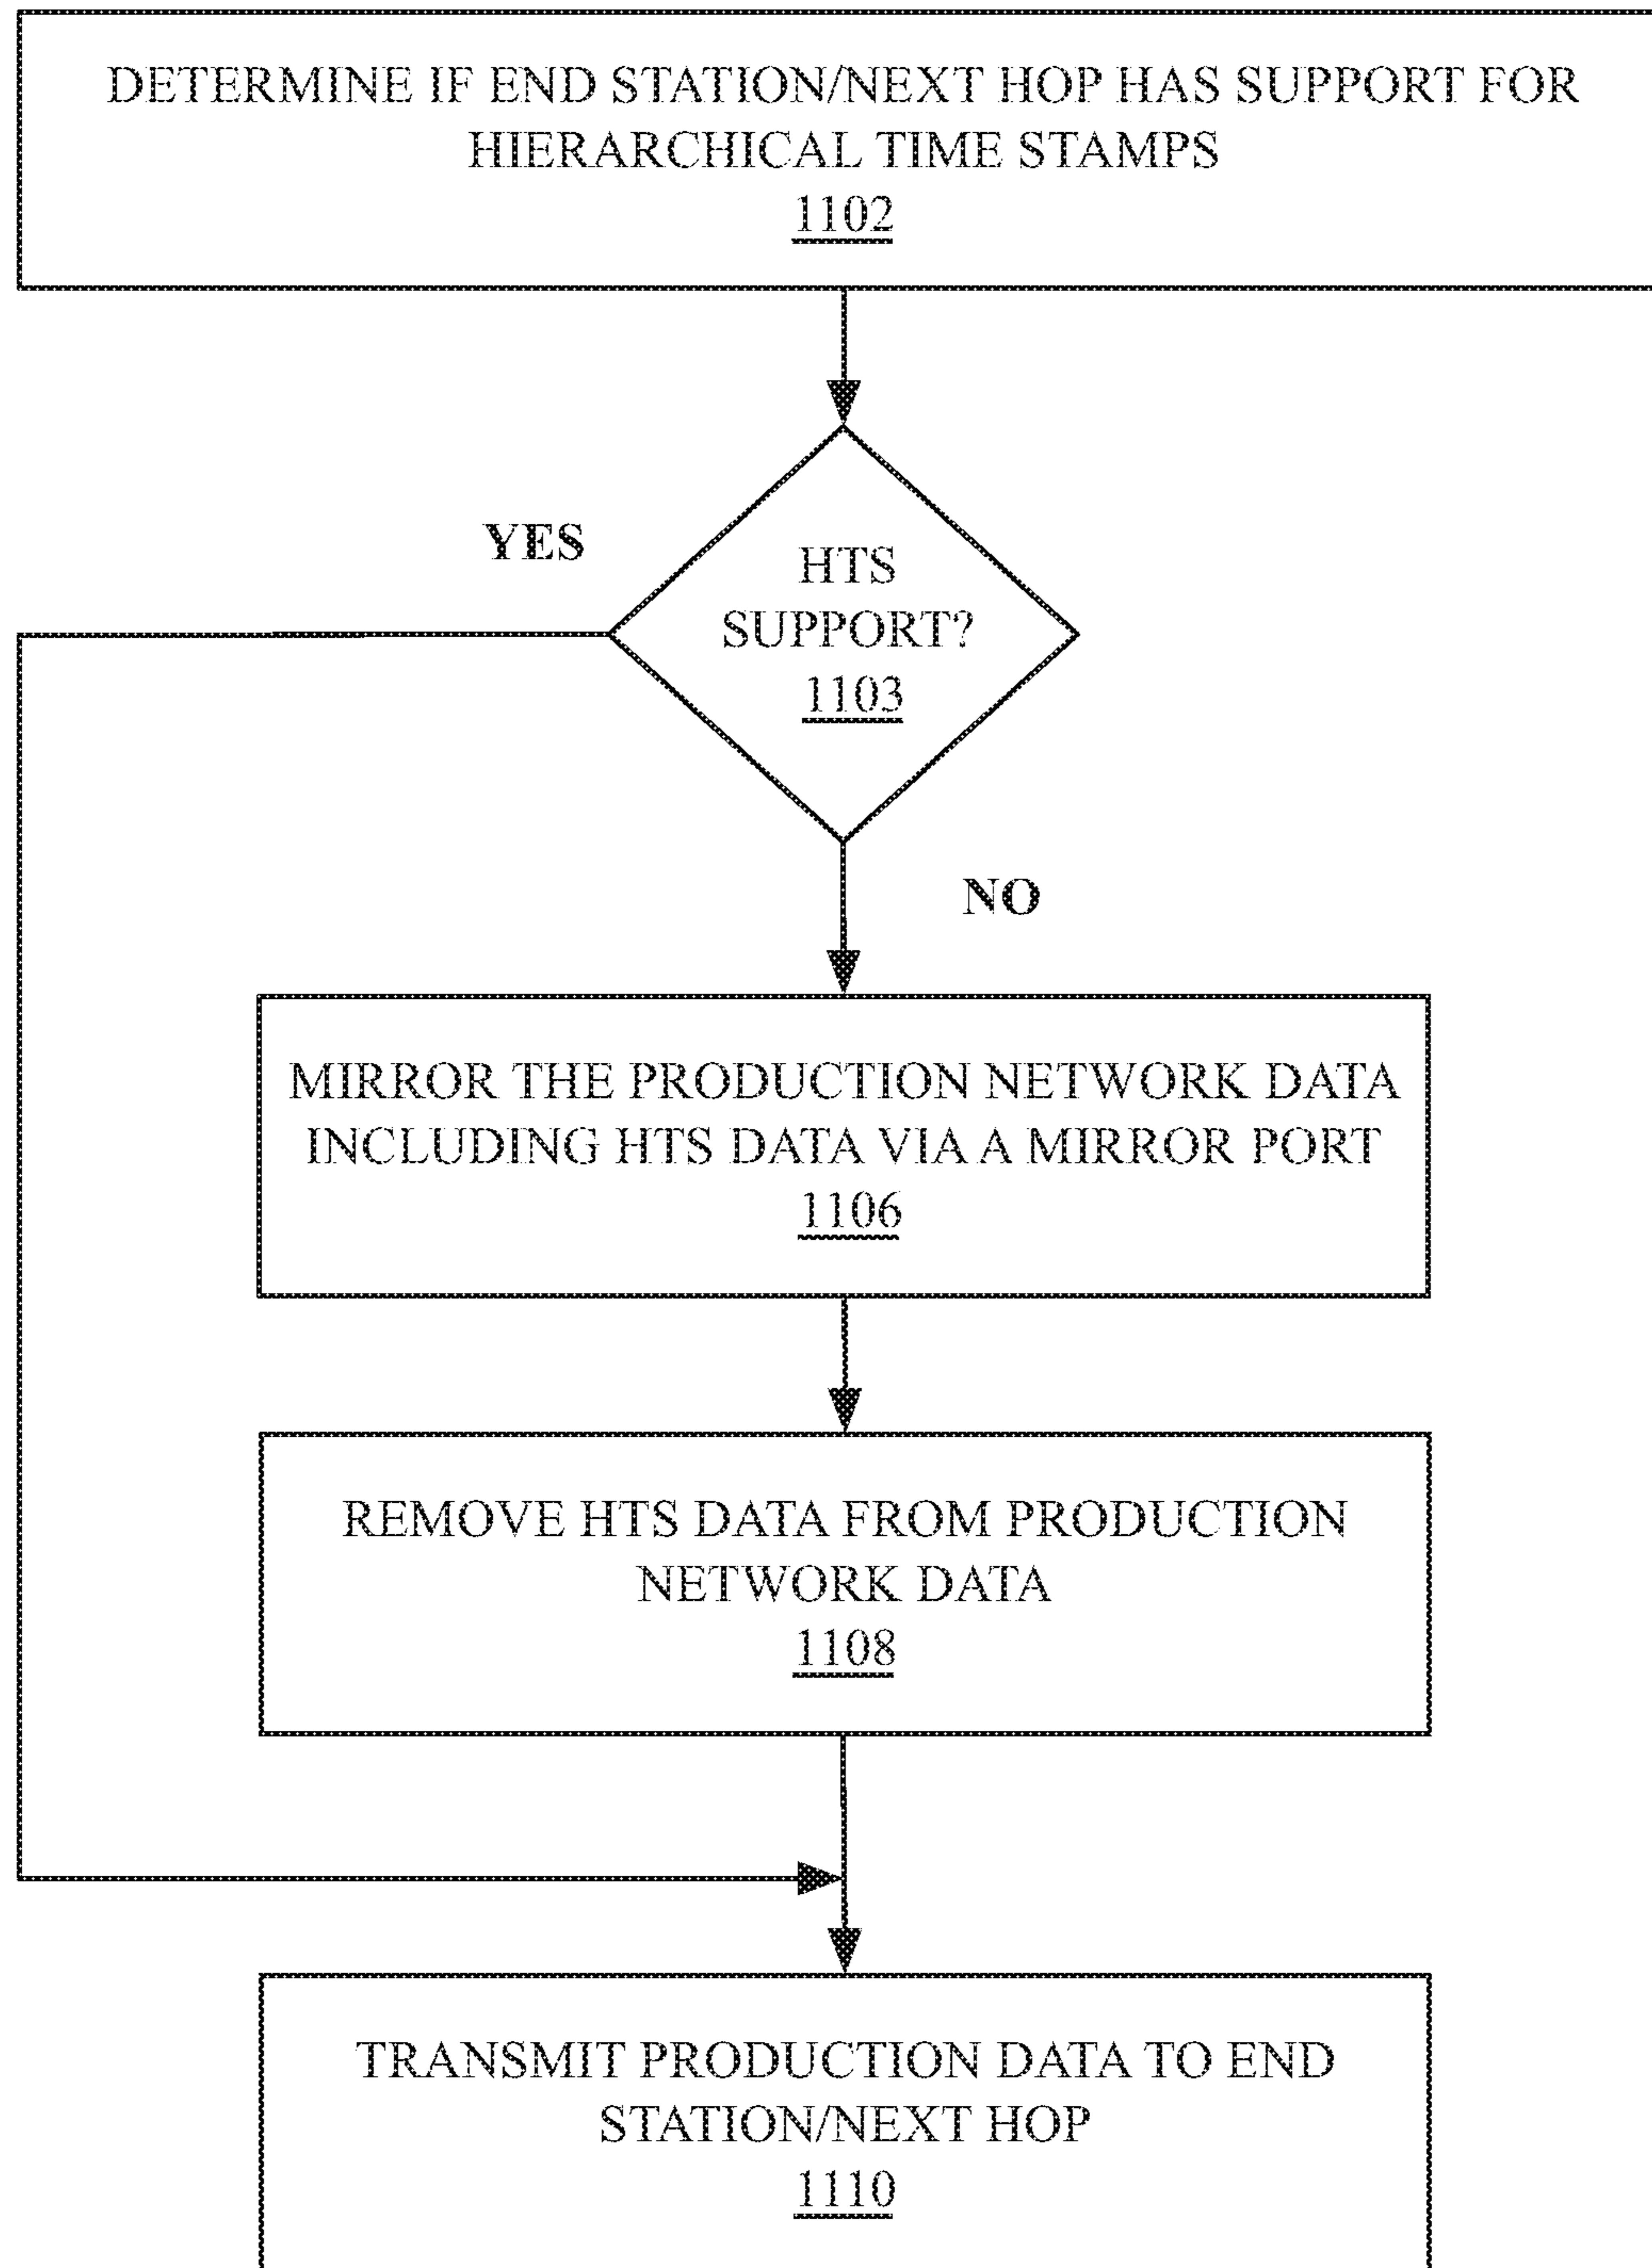 DETERMINE IF END STATION/NEXT HOP HAS SUPPORT FOR
HIERARCHICAL TIME STAMPS
1102
YES
HTS
SUPPORT?
1103
NO
MIRROR THE PRODUCTION NETWORK DATA
INCLUDING HTS DATA VIA A MIRROR PORT
1106
REMOVE HTS DATA FROM PRODUCTION
NETWORK DATA
1108
TRANSMIT PRODUCTION DATA TO END
STATION/NEXT HOP
1110